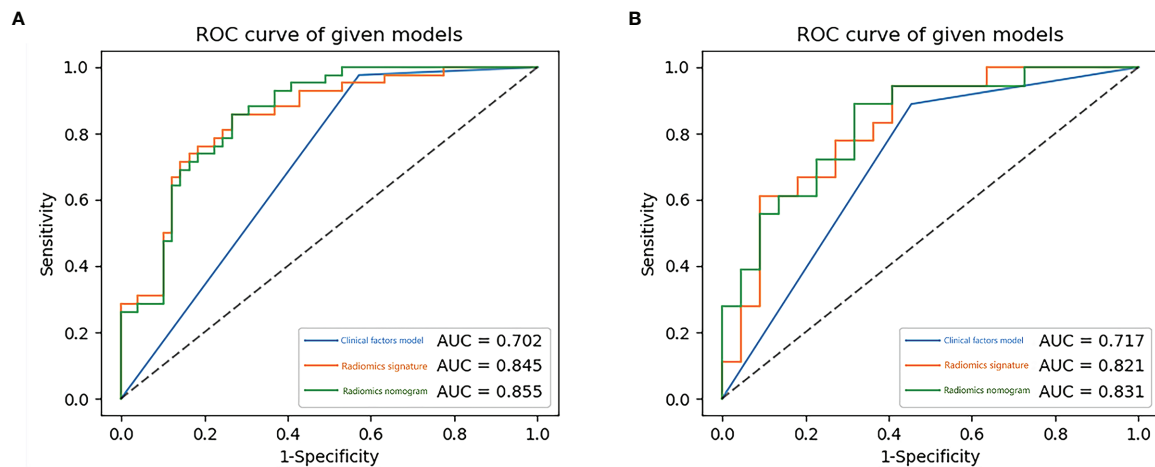 A
ROC curve of given models
1.0
0.8
0.6
0.4
0.2
0.0
Sensitivity
Clinical factors model AUC = 0.702
Radiomics signature AUC = 0.845
Radiomics nomogram AUC = 0.855
0.0 0.2 0.4 0.6 0.8 1.0
1-Specificity
B
ROC curve of given models
1.0
0.8
0.6
0.4
0.2
0.0
Sensitivity
Clinical factors model AUC = 0.717
Radiomics signature AUC = 0.821
Radiomics nomogram AUC = 0.831
0.0 0.2 0.4 0.6 0.8 1.0
1-Specificity